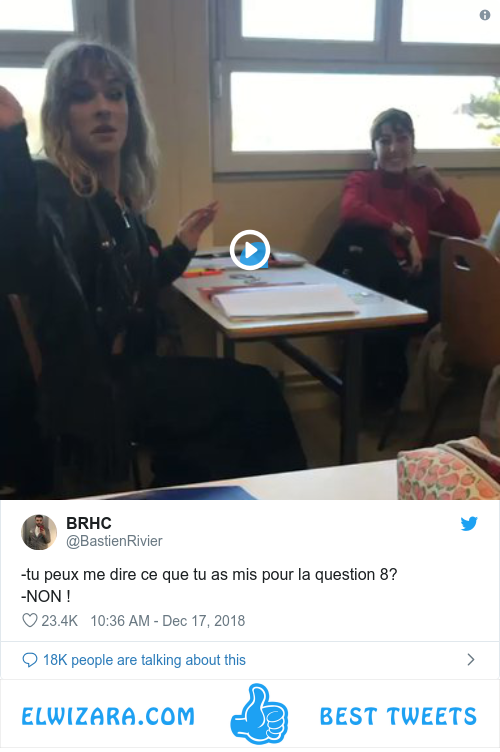 BRHC
@BastienRivier
-tu peux me dire ce que tu as mis pour la question 8?
-NON !
23.4K 10:36 AM - Dec 17, 2018
18K people are talking about this
ELWIZARA.COM BEST TWEETS